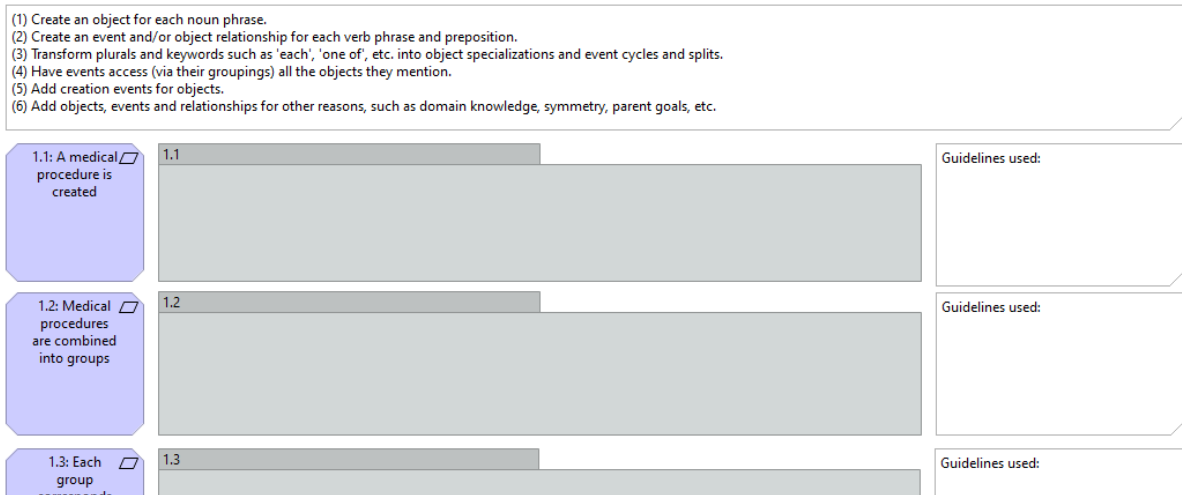 (1) Create an object for each noun phrase.
(2) Create an event and/or object relationship for each verb phrase and preposition.
(3) Transform plurals and keywords such as 'each', 'one of', etc. into object specializations and event cycles and splits.
(4) Have events access (via their groupings) all the objects they mention.
(5) Add creation events for objects.
(6) Add objects, events and relationships for other reasons, such as domain knowledge, symmetry, parent goals, etc.
1.1: A medical
procedure is
created
1.1
Guidelines used:
1.2: Medical
procedures
are combined
into groups
1.2
Guidelines used:
1.3: Each
group
corresponds
1.3
Guidelines used: